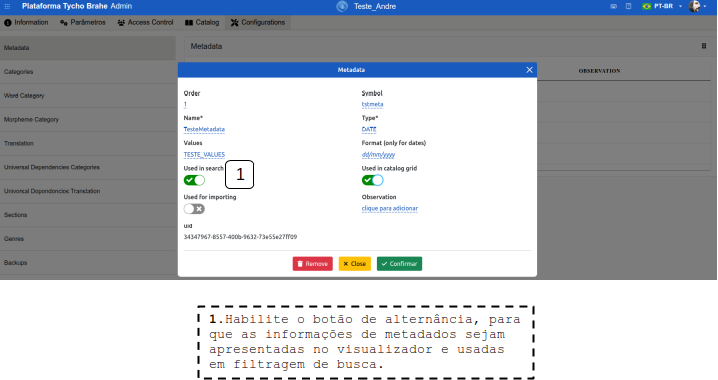 Plataforma Tycho Brahe Admin
Teste_Andre
PT-BR
Information
Parâmetros
Access Control
Catalog
Configurations
Metadata
Metadata
Categories
OBSERVATION
Word Category
Morpheme Category
Translation
Universal Dependencies Categories
Universal Dependencies Translation
Sections
Genres
Backups
Metadata
Order
Symbol
1
tstmeta
Name*
Type*
TesteMetadata
DATE
Values
Format (only for dates)
TESTE_VALUES
dd/mm/yyyy
Used in search
Used in catalog grid
1
Used for importing
Observation
clique para adicionar
uid
34347967-8557-400b-9632-73e55e27ff09
Remove
× Close
Confirmar
1.Habilite o botão de alternância, para
que as informações de metadados sejam
apresentadas no visualizador e usadas
em filtragem de busca.